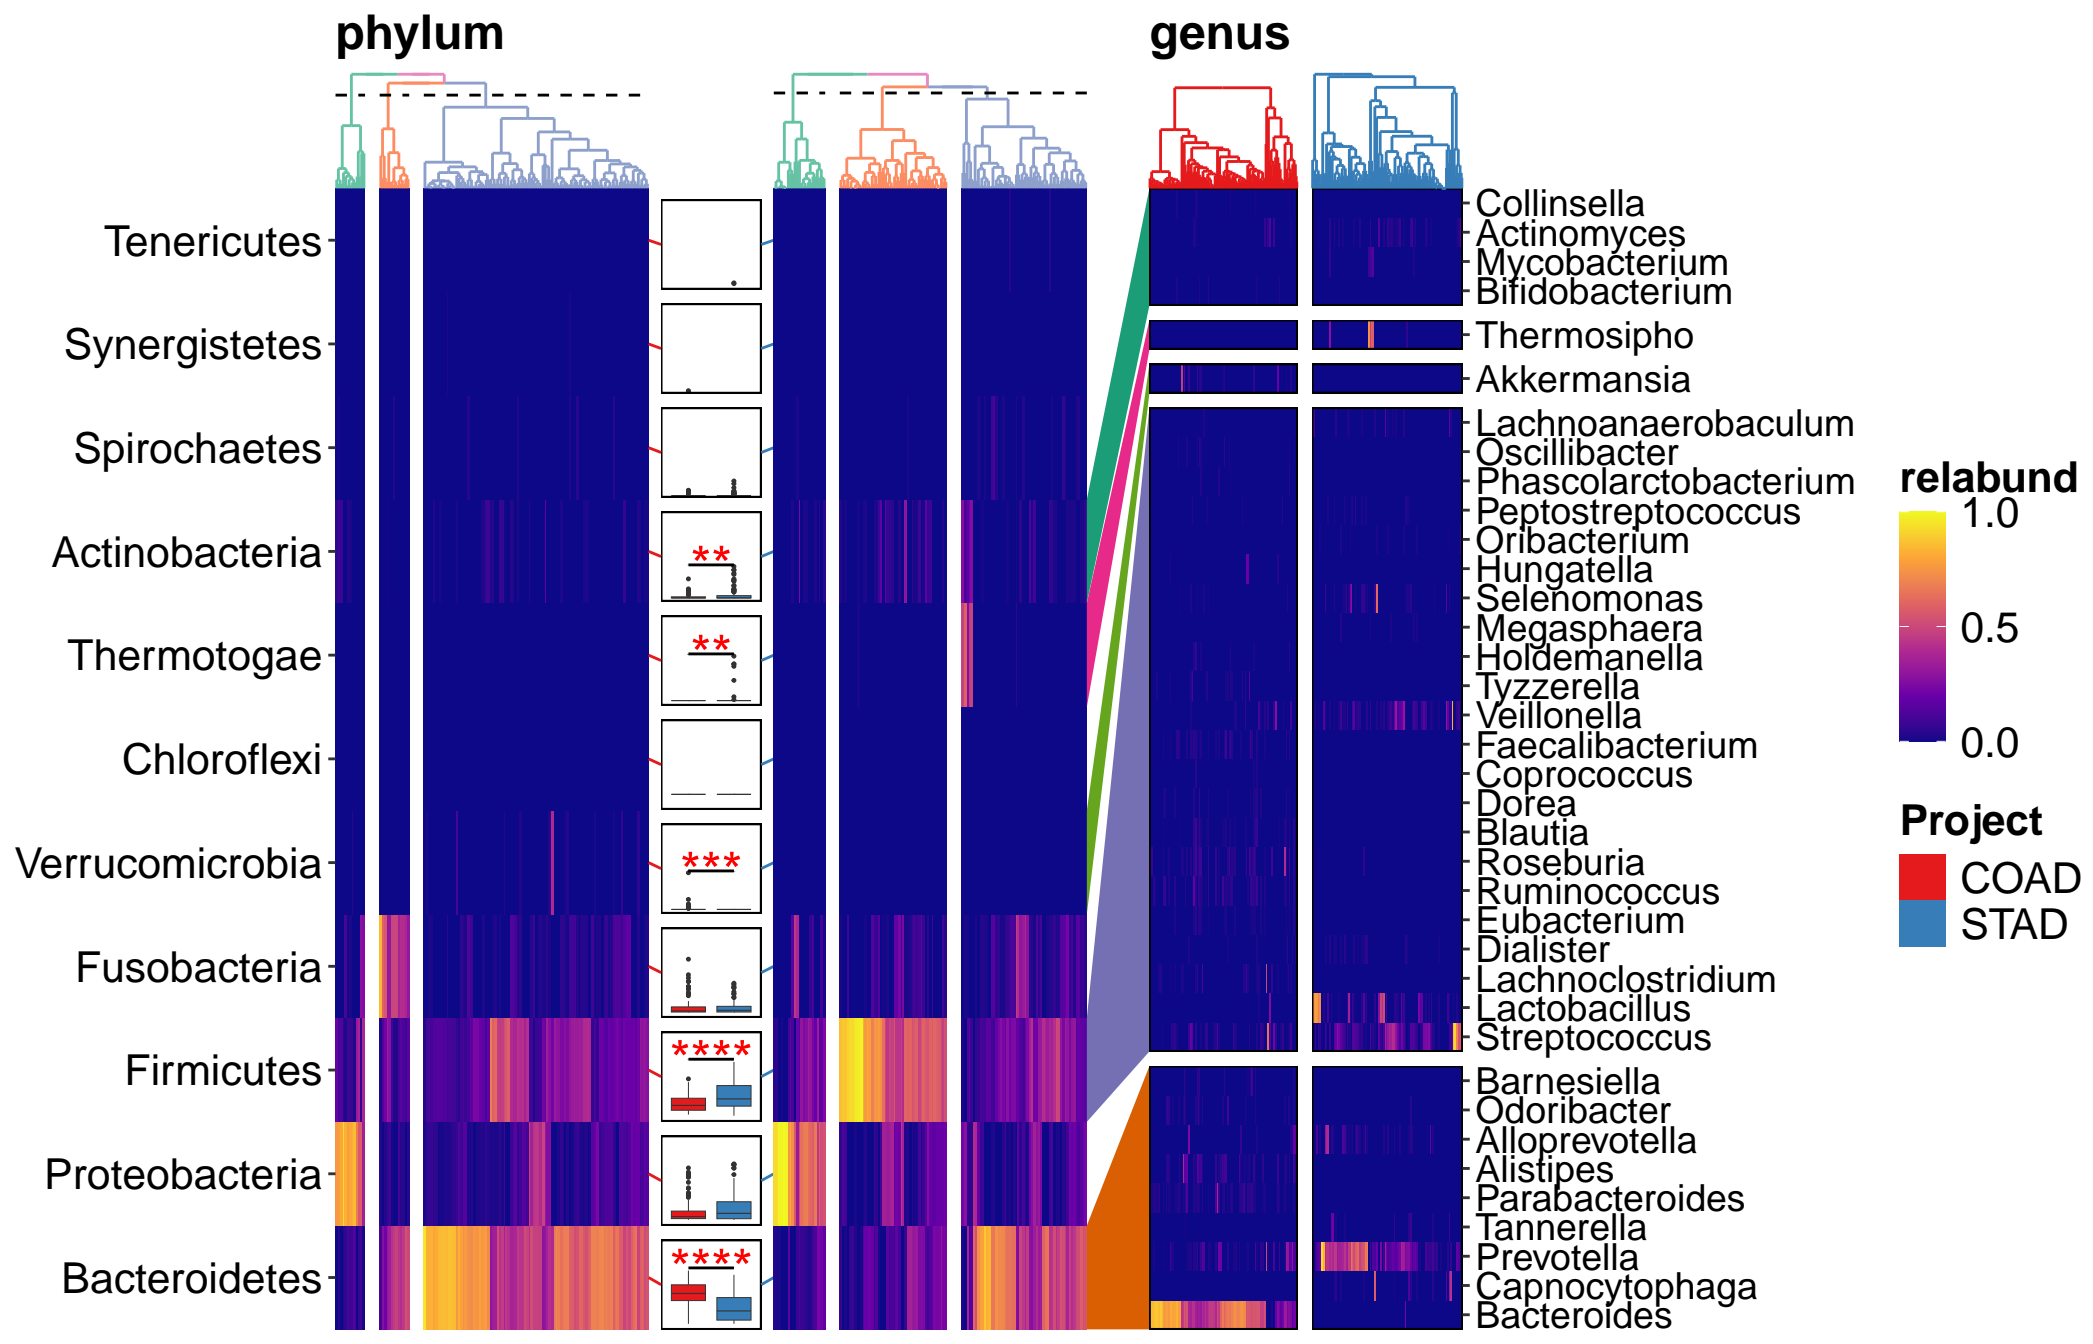 phylum
genus
Tenericutes
Synergistetes
Spirochaetes
Actinobacteria
Thermotogae
Chloroflexi
Verrucomicrobia
Fusobacteria
Firmicutes
Proteobacteria
Bacteroidetes
**
**
***
****
****
Collinsella
Actinomyces
Mycobacterium
Bifidobacterium
Thermosipho
Akkermansia
Lachnoanaerobaculum
Oscillibacter
Phascolarctobacterium
Peptostreptococcus
Oribacterium
Hungatella
Selenomonas
Megasphaera
Holdemanella
Tyzzerella
Veillonella
Faecalibacterium
Coprococcus
Dorea
Blautia
Roseburia
Ruminococcus
Eubacterium
Dialister
Lachnoclostridium
Lactobacillus
Streptococcus
Barnesiella
Odoribacter
Alloprevotella
Alistipes
Parabacteroides
Tannerella
Prevotella
Capnocytophaga
Bacteroides
relabund
1.0
0.5
0.0
Project
COAD
STAD